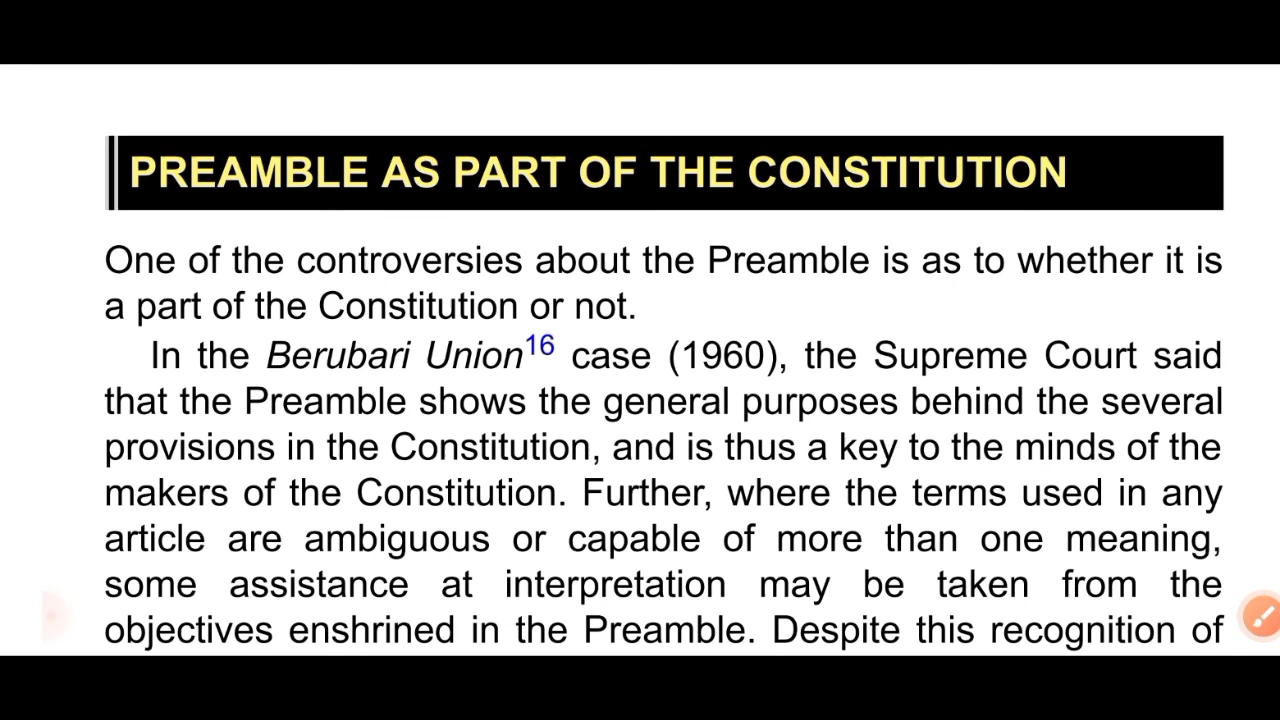 PREAMBLE AS PART OF THE CONSTITUTION
One of the controversies about the Preamble is as to whether it is
a part of the Constitution or not.
In the Berubari Union16 case (1960), the Supreme Court said
that the Preamble shows the general purposes behind the several
provisions in the Constitution, and is thus a key to the minds of the
makers of the Constitution. Further, where the terms used in any
article are ambiguous or capable of more than one meaning,
some assistance at interpretation may be taken from the
objectives enshrined in the Preamble. Despite this recognition of